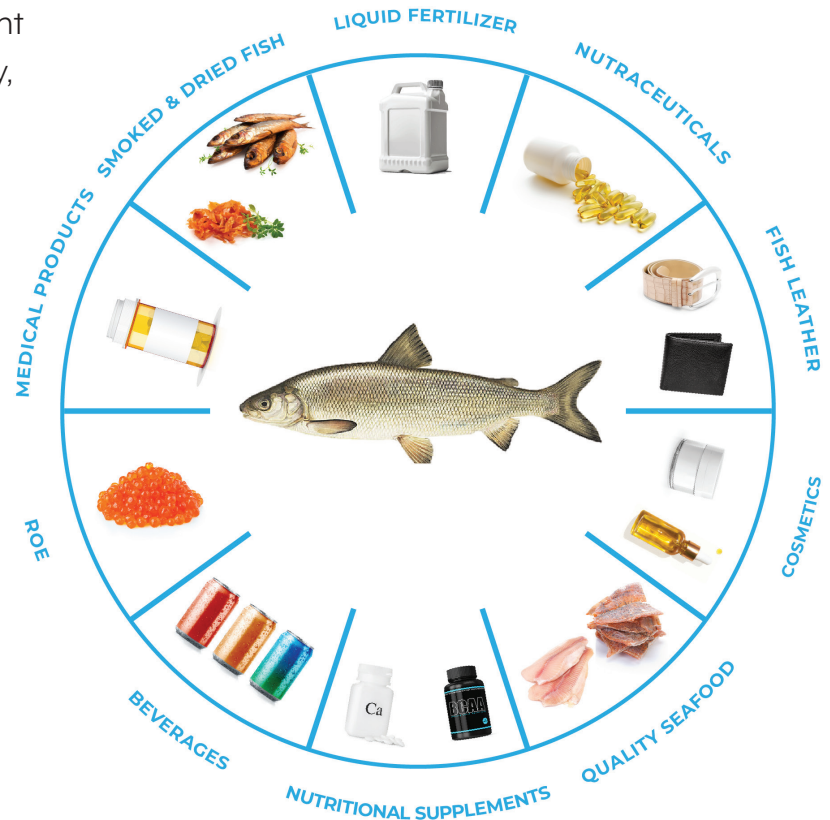 nt
y,
LIQUID FERTILIZER
NUTRACEUTICALS
FISH LEATHER
COSMETICS
QUALITY SEAFOOD
NUTRITIONAL SUPPLEMENTS
BEVERAGES
ROE
MEDICAL PRODUCTS
SMOKED & DRIED FISH
Ca
BCAA